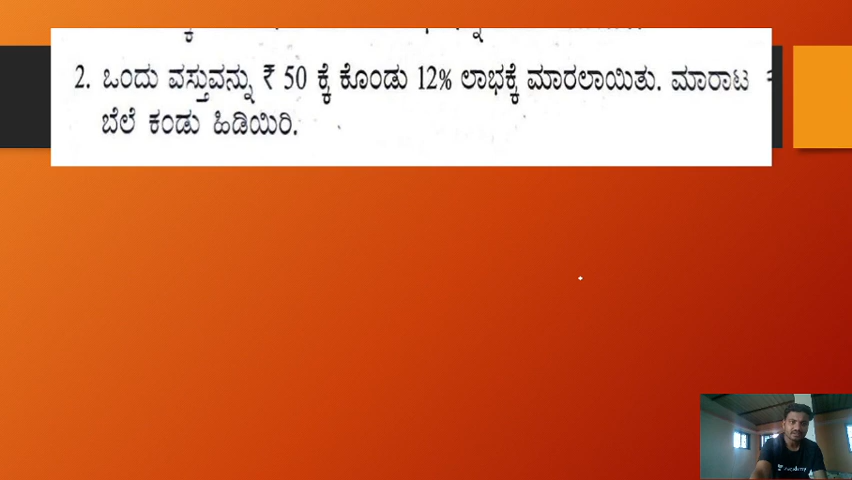 2. ಒಂದು ವಸ್ತುವನ್ನು ₹ 50 ಕ್ಕೆ ಕೊಂಡು 12% ಲಾಭಕ್ಕೆ ಮಾರಲಾಯಿತು. ಮಾರಾಟ
ಬೆಲೆ ಕಂಡು ಹಿಡಿಯಿರಿ.